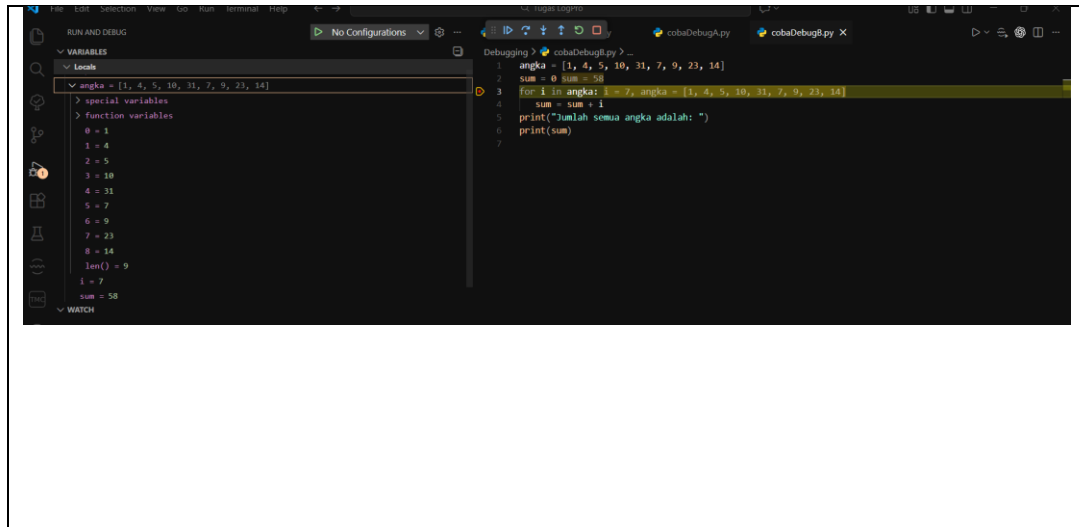 File Edit Selection View Go Run Terminal Help
Tugas LogPro
RUN AND DEBUG
No Configurations
VARIABLES
Locals
angka = [1, 4, 5, 10, 31, 7, 9, 23, 14]
special variables
function variables
0 = 1
1 = 4
2 = 5
3 = 10
4 = 31
5 = 7
6 = 9
7 = 23
8 = 14
len() = 9
i = 7
sum = 58
WATCH
TMC
1
cobaDebugA.py
cobaDebugB.py
Debugging > cobaDebugB.py > ...
1 angka = [1, 4, 5, 10, 31, 7, 9, 23, 14]
2 sum = 0 sum = 58
3 for i in angka: i = 7, angka = [1, 4, 5, 10, 31, 7, 9, 23, 14]
4 sum = sum + i
5 print("Jumlah semua angka adalah: ")
6 print(sum)
7